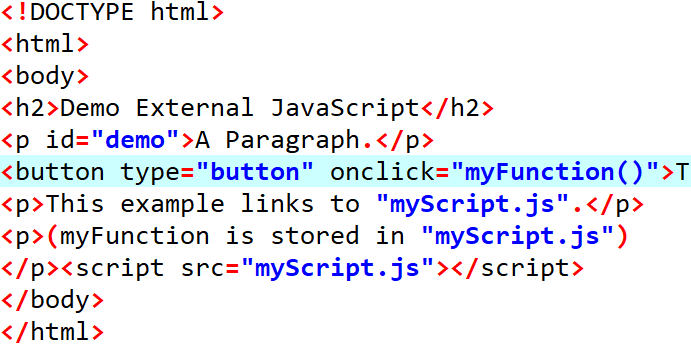 <!DOCTYPE html>
<html>
<body>
<h2>Demo External JavaScript</h2>
<p id="demo">A Paragraph.</p>
<button type="button" onclick="myFunction()">T
<p>This example links to "myScript.js".</p>
<p>(myFunction is stored in "myScript.js")
</p><script src="myScript.js"></script>
</body>
</html>